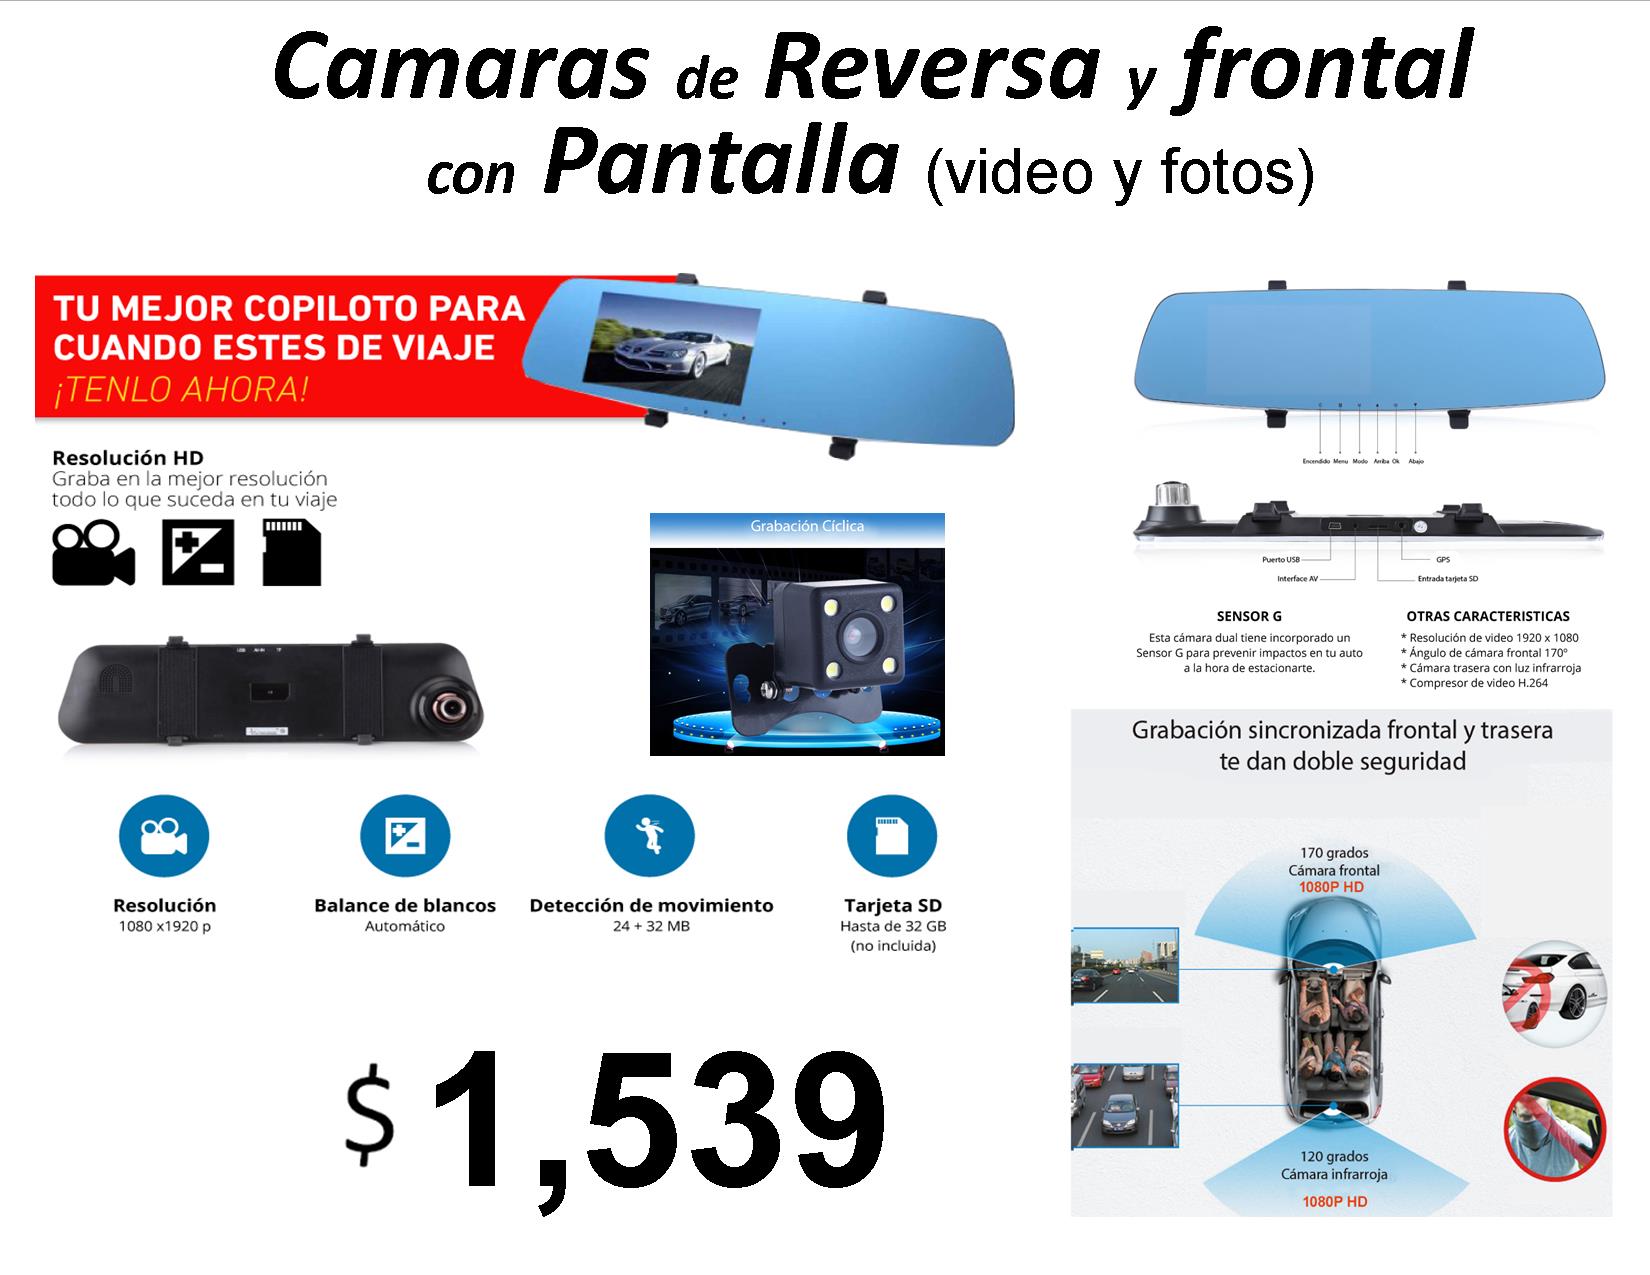 Camaras de Reversa y frontal
con Pantalla (video y fotos)
TU MEJOR COPILOTO PARA
CUANDO ESTES DE VIAJE
¡TENLO AHORA!
Resolución HD
Graba en la mejor resolución
todo lo que suceda en tu viaje
Grabación Cíclica
Resolución
1080 x1920 p
Balance de blancos
Automático
Detección de movimiento
24 + 32 MB
Tarjeta SD
Hasta de 32 GB
(no incluida)
$ 1,539
Encendido Menu Modo Arriba Ok Abajo
Puerto USB
GPS
Interface AV
Entrada tarjeta SD
SENSOR G
Esta cámara dual tiene incorporado un
Sensor G para prevenir impactos en tu auto
a la hora de estacionarte.
OTRAS CARACTERISTICAS
* Resolución de video 1920 x 1080
* Ángulo de cámara frontal 170°
* Cámara trasera con luz infrarroja
* Compresor de video H.264
Grabación sincronizada frontal y trasera
te dan doble seguridad
170 grados
Cámara frontal
1080P HD
120 grados
Cámara infrarroja
1080P HD